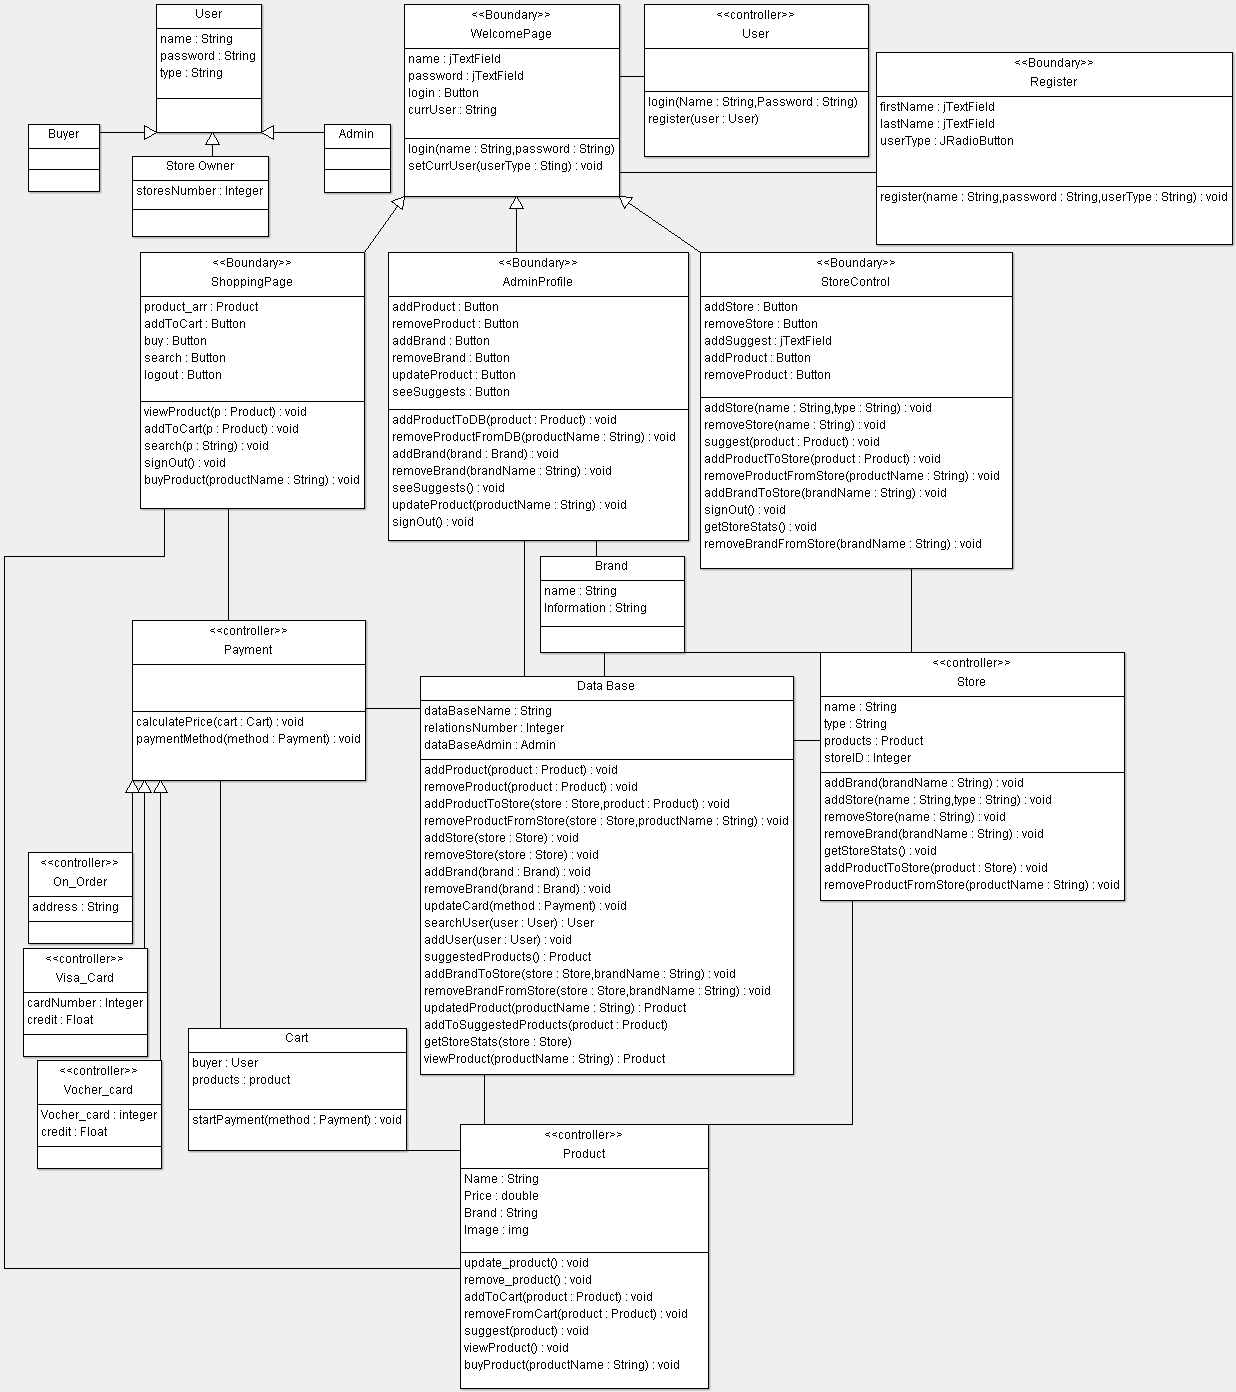 User
name : String
password : String
type : String
Buyer
Store Owner
storesNumber : Integer
Admin
<<Boundary>>
WelcomePage
name : jTextField
password : jTextField
login : Button
currUser : String
login(name : String,password : String)
setCurrUser(userType : Sting) : void
<<controller>>
User
login(Name : String,Password : String)
register(user : User)
<<Boundary>>
Register
firstName : jTextField
lastName : jTextField
userType : JRadioButton
register(name : String,password : String,userType : String) : void
<<Boundary>>
ShoppingPage
product_arr : Product
addToCart : Button
buy : Button
search : Button
logout : Button
viewProduct(p : Product) : void
addToCart(p : Product) : void
search(p : String) : void
signOut() : void
buyProduct(productName : String) : void
<<Boundary>>
AdminProfile
addProduct : Button
removeProduct : Button
addBrand : Button
removeBrand : Button
updateProduct : Button
seeSuggests : Button
addProductToDB(product : Product) : void
removeProductFromDB(productName : String) : void
addBrand(brand : Brand) : void
removeBrand(brandName : String) : void
seeSuggests() : void
updateProduct(productName : String) : void
signOut() : void
<<Boundary>>
StoreControl
addStore : Button
removeStore : Button
addSuggest : jTextField
addProduct : Button
removeProduct : Button
addStore(name : String,type : String) : void
removeStore(name : String) : void
suggest(product : Product) : void
addProductToStore(product : Product) : void
removeProductFromStore(productName : String) : void
addBrandToStore(brandName : String) : void
signOut() : void
getStoreStats() : void
removeBrandFromStore(brandName : String) : void
Brand
name : String
Information : String
<<controller>>
Payment
calculatePrice(cart : Cart) : void
paymentMethod(method : Payment) : void
Data Base
dataBaseName : String
relationsNumber : Integer
dataBaseAdmin : Admin
addProduct(product : Product) : void
removeProduct(product : Product) : void
addProductToStore(store : Store,product : Product) : void
removeProductFromStore(store : Store,productName : String) : void
addStore(store : Store) : void
removeStore(store : Store) : void
addBrand(brand : Brand) : void
removeBrand(brand : Brand) : void
updateCard(method : Payment) : void
searchUser(user : User) : User
addUser(user : User) : void
suggestedProducts() : Product
addBrandToStore(store : Store,brandName : String) : void
removeBrandFromStore(store : Store,brandName : String) : void
updatedProduct(productName : String) : Product
addToSuggestedProducts(product : Product)
getStoreStats(store : Store)
viewProduct(productName : String) : Product
<<controller>>
Store
name : String
type : String
products : Product
storeID : Integer
addBrand(brandName : String) : void
addStore(name : String,type : String) : void
removeStore(name : String) : void
removeBrand(brandName : String) : void
getStoreStats() : void
addProductToStore(product : Store) : void
removeProductFromStore(productName : String) : void
<<controller>>
On_Order
address : String
<<controller>>
Visa_Card
cardNumber : Integer
credit : Float
<<controller>>
Vocher_card
Vocher_card : integer
credit : Float
Cart
buyer : User
products : product
startPayment(method : Payment) : void
<<controller>>
Product
Name : String
Price : double
Brand : String
Image : img
update_product() : void
remove_product() : void
addToCart(product : Product) : void
removeFromCart(product : Product) : void
suggest(product) : void
viewProduct() : void
buyProduct(productName : String) : void